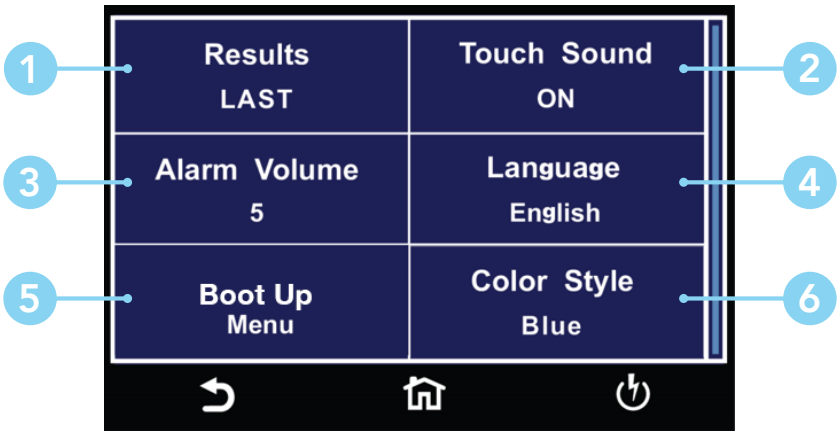 1
Results
LAST
2
Touch Sound
ON
3
Alarm Volume
5
4
Language
English
5
Boot Up
Menu
6
Color Style
Blue